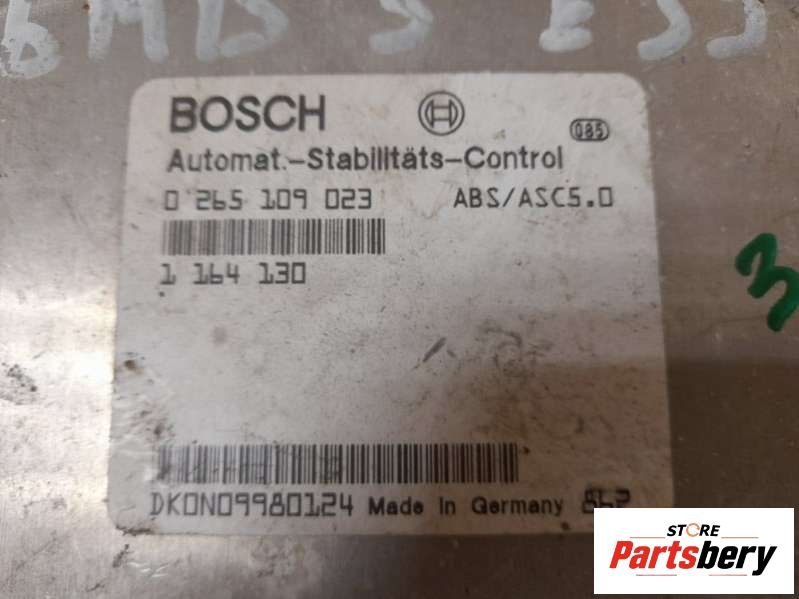 BOSCH
085
Automat.-Stabilitäts-Control
0 265 109 023 ABS/ASC5.0
1 164 130
DKON09980124 Made in Germany
3
STORE
Partsbery